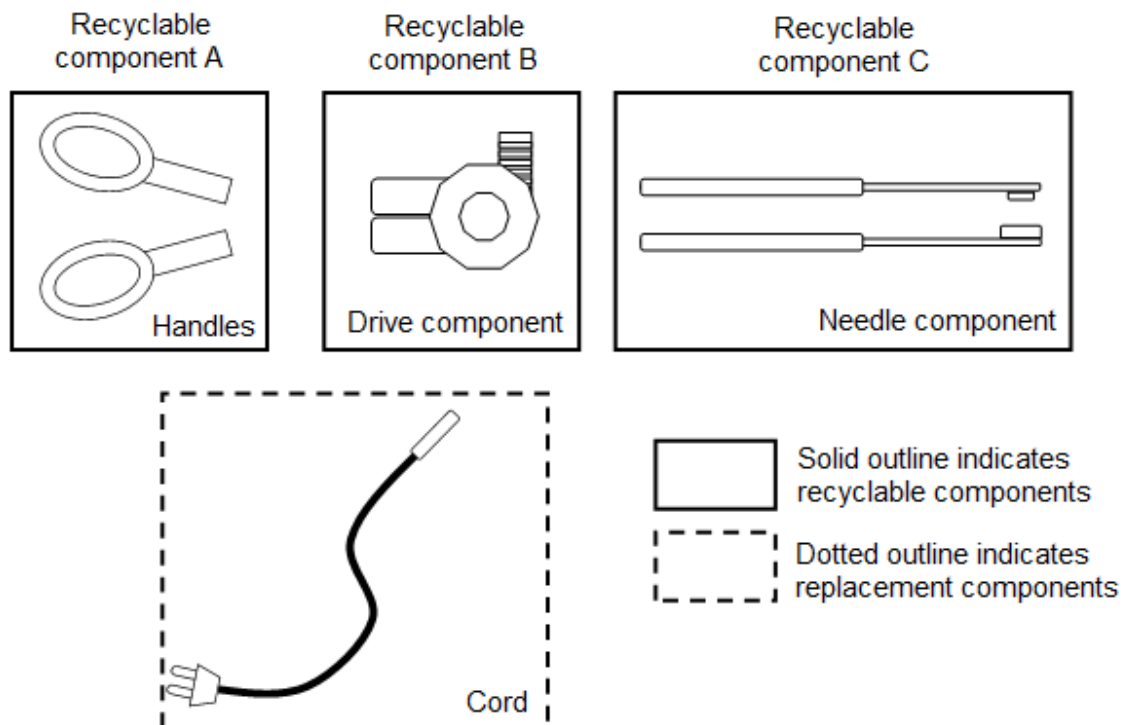 Recyclable
component A
Recyclable
component B
Recyclable
component C
Handles
Drive component
Needle component
Cord
Solid outline indicates
recyclable components
Dotted outline indicates
replacement components